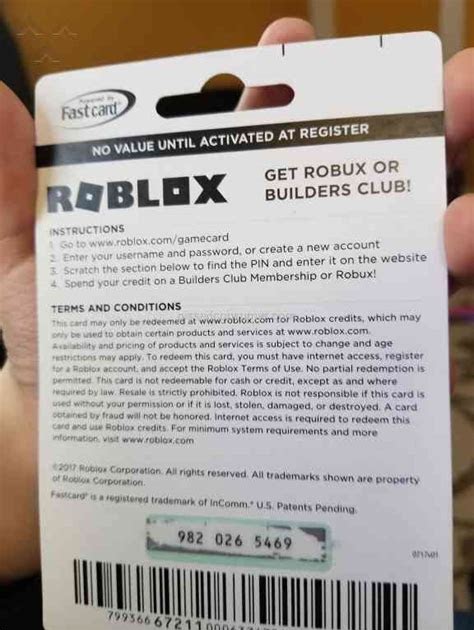 Powered by
Fastcard
NO VALUE UNTIL ACTIVATED AT REGISTER
ROBLOX
GET ROBUX OR
BUILDERS CLUB!
INSTRUCTIONS
1. Go to www.roblox.com/gamecard
2. Enter your username and password, or create a new account
3. Scratch the section below to find the PIN and enter it on the website
4. Spend your credit on a Builders Club Membership or Robux!
TERMS AND CONDITIONS
This card may only be redeemed at www.roblox.com for Roblox credits, which may
only be used to obtain certain products and services at www.roblox.com.
Availability and pricing of products and services is subject to change and age
restrictions may apply. To redeem this card, you must have internet access, register
for a Roblox account, and accept the Roblox Terms of Use. No partial redemption is
permitted. This card is not redeemable for cash or credit, except as and where
required by law. Resale is strictly prohibited. Roblox is not responsible if this card is
used without your permission or if it is lost, stolen, damaged, or destroyed. A card
obtained by fraud will not be honored. Internet access is required to redeem this
card and use Roblox credits. For minimum system requirements and more
information, visit www.roblox.com
©2017 Roblox Corporation. All rights reserved. All trademarks shown are property
of Roblox Corporation.
Fastcard® is a registered trademark of InComm.® U.S. Patents Pending.
982 026 5469
799366 67211